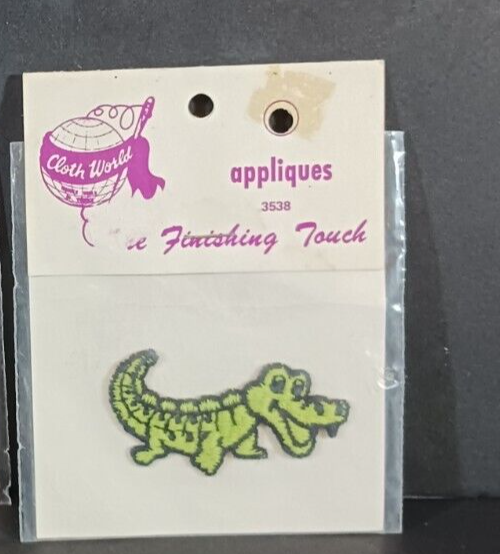 Cloth World
appliques
3538
Finishing Touch